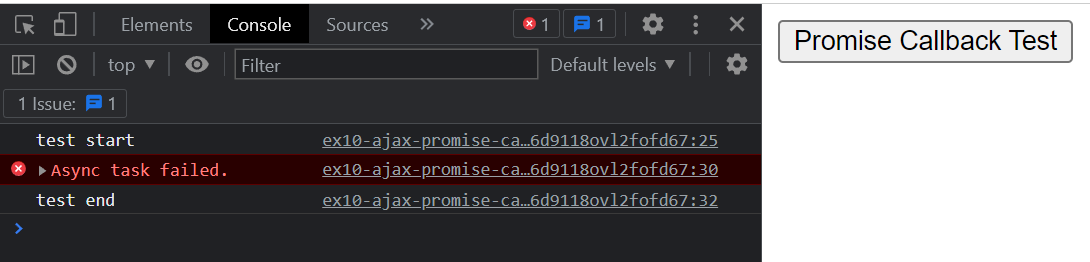 Elements Console Sources » 1 1
top ▼ Filter Default levels ▼
1 Issue: 1
test start ex10-ajax-promise-ca…6d9118ovl2fofd67:25
▶Async task failed. ex10-ajax-promise-ca…6d9118ovl2fofd67:30
test end ex10-ajax-promise-ca…6d9118ovl2fofd67:32
>
Promise Callback Test